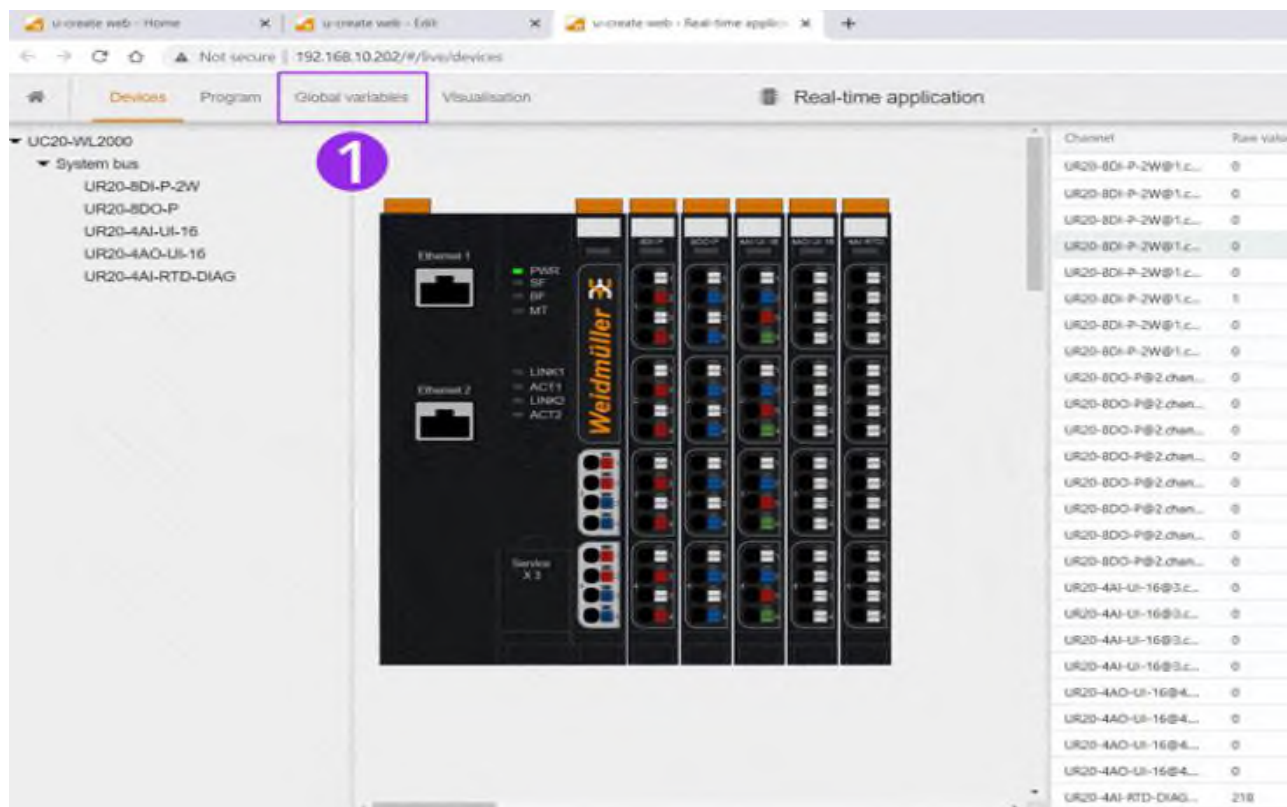 u-create web - Home
u-create web - Edit
u-create web - Real-time applic
Not secure
192.168.10.202/#/live/devices
Devices
Program
Global variables
Visualisation
Real-time application
1
UC20-WL2000
System bus
UR20-8DI-P-2W
UR20-8DO-P
UR20-4AI-UI-16
UR20-4AO-UI-16
UR20-4AI-RTD-DIAG
Ethernet 1
PWR
SF
BF
MT
LINK1
ACT1
LINK2
ACT2
Ethernet 2
Service
X 3
Weidmüller
8DI-P
8DO-P
4AI-UI-16
4AO-UI-16
4AI-RTD
Channel Raw value
UR20-8DI-P-2W@1.c... 0
UR20-8DI-P-2W@1.c... 0
UR20-8DI-P-2W@1.c... 0
UR20-8DI-P-2W@1.c... 0
UR20-8DI-P-2W@1.c... 0
UR20-8DI-P-2W@1.c... 1
UR20-8DI-P-2W@1.c... 0
UR20-8DI-P-2W@1.c... 0
UR20-8DO-P@2.chan... 0
UR20-8DO-P@2.chan... 0
UR20-8DO-P@2.chan... 0
UR20-8DO-P@2.chan... 0
UR20-8DO-P@2.chan... 0
UR20-8DO-P@2.chan... 0
UR20-8DO-P@2.chan... 0
UR20-8DO-P@2.chan... 0
UR20-4AI-UI-16@3.c... 0
UR20-4AI-UI-16@3.c... 0
UR20-4AI-UI-16@3.c... 0
UR20-4AI-UI-16@3.c... 0
UR20-4AO-UI-16@4.... 0
UR20-4AO-UI-16@4.... 0
UR20-4AO-UI-16@4.... 0
UR20-4AO-UI-16@4.... 0
UR20-4AI-RTD-DIAG... 218